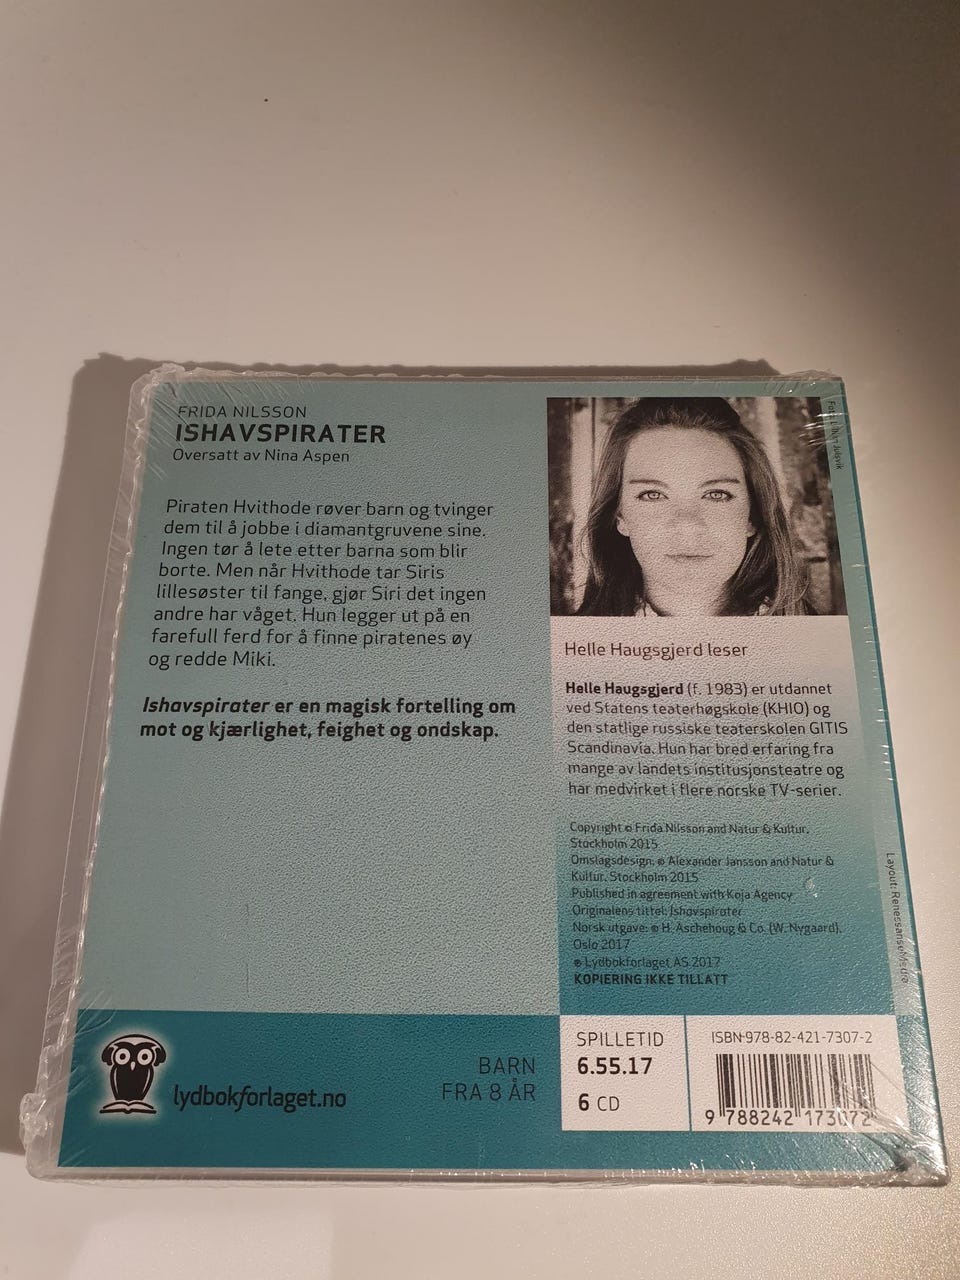 FRIDA NILSSON
ISHAVSPIRATER
Oversatt av Nina Aspen
Piraten Hvithode røver barn og tvinger
dem til å jobbe i diamantgruvene sine.
Ingen tør å lete etter barna som blir
borte. Men når Hvithode tar Siris
lillesøster til fange, gjør Siri det ingen
andre har våget. Hun legger ut på en
farefull ferd for å finne piratenes øy
og redde Miki.
Ishavspirater er en magisk fortelling om
mot og kjærlighet, feighet og ondskap.
Julsvik
Helle Haugsgjerd leser
Helle Haugsgjerd (f. 1983) er utdannet
ved Statens teaterhøgskole (KHIO) og
den statlige russiske teaterskolen GITIS
Scandinavia. Hun har bred erfaring fra
mange av landets institusjonsteatre og
har medvirket i flere norske TV-serier.
Copyright © Frida Nilsson and Natur & Kultur,
Stockholm 2015
Omslagsdesign: © Alexander Jansson and Natur &
Kultur, Stockholm 2015
Published in agreement with Koja Agency
Originalens tittel: Ishavspirater
Norsk utgave: © H. Aschehoug & Co. (W. Nygaard),
Oslo 2017
℗ Lydbokforlaget AS 2017
KOPIERING IKKE TILLATT
Layout: RenessanseMedia
lydbokforlaget.no
BARN
FRA 8 ÅR
SPILLETID
6.55.17
6 CD
ISBN-978-82-421-7307-2
9 788242 173072